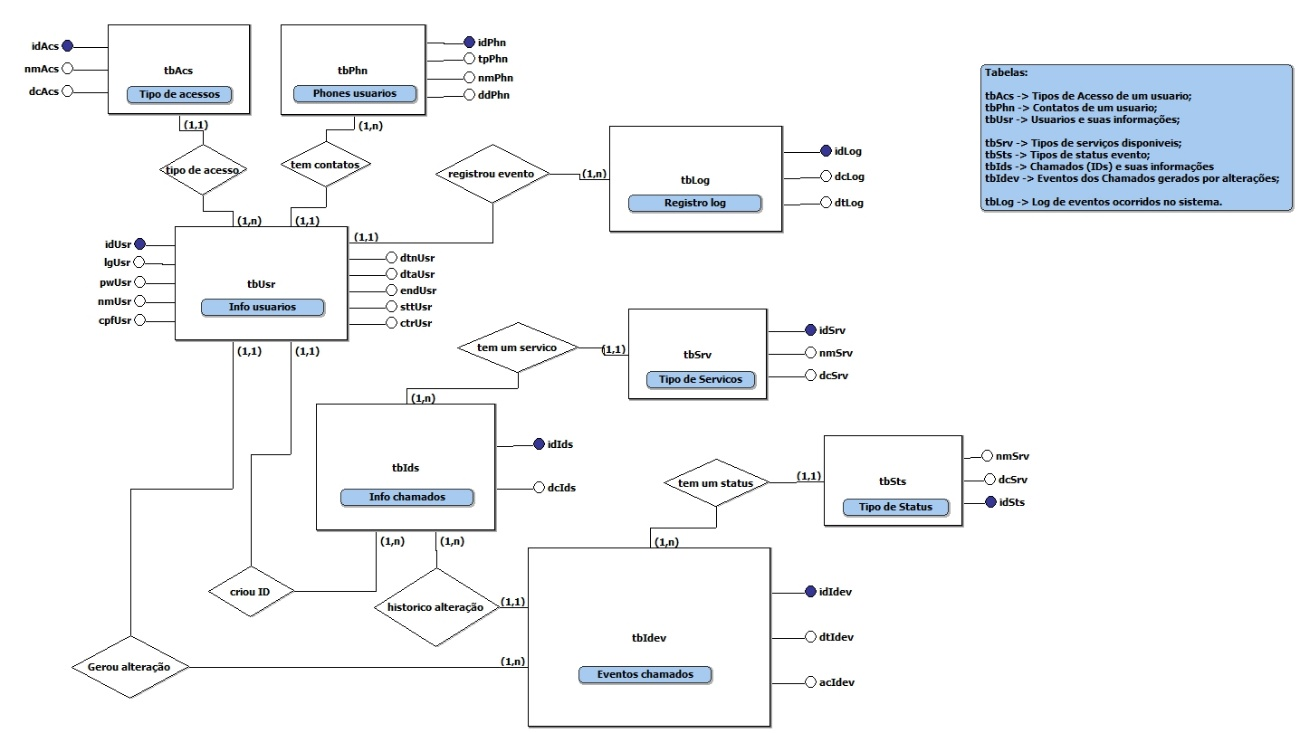 idAcs
nmAcs
dcAcs
tbAcs
Tipo de acessos
(1,1)
tipo de acesso
(1,n)
tbPhn
Phones usuarios
idPhn
tpPhn
nmPhn
ddPhn
(1,n)
tem contatos
(1,1)
registrou evento
(1,n)
(1,1)
tbLog
Registro log
idLog
dcLog
dtLog
Tabelas:
tbAcs -> Tipos de Acesso de um usuario;
tbPhn -> Contatos de um usuario;
tbUsr -> Usuarios e suas informações;
tbSrv -> Tipos de serviços disponíveis;
tbSts -> Tipos de status evento;
tbIds -> Chamados (IDs) e suas informações
tbIdev -> Eventos dos Chamados gerados por alterações;
tbLog -> Log de eventos ocorridos no sistema.
idUsr
lgUsr
pwUsr
nmUsr
cpfUsr
tbUsr
Info usuarios
dtnUsr
dtaUsr
endUsr
sttUsr
ctrUsr
(1,1)
(1,1)
tem um servico
(1,1)
(1,n)
tbSrv
Tipo de Servicos
idSrv
nmSrv
dcSrv
tbIds
Info chamados
idIds
dcIds
(1,n)
(1,n)
tem um status
(1,1)
(1,n)
tbSts
Tipo de Status
nmSrv
dcSrv
idSts
criou ID
historico alteração
(1,1)
Gerou alteração
(1,n)
tbIdev
Eventos chamados
idIdev
dtIdev
acIdev